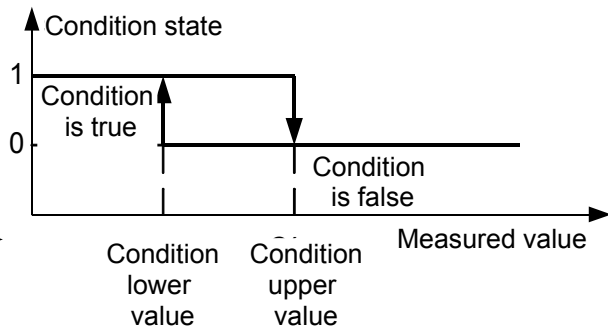 Condition state
1
Condition
is true
0
Condition
is false
Measured value
Condition
lower
value
Condition
upper
value